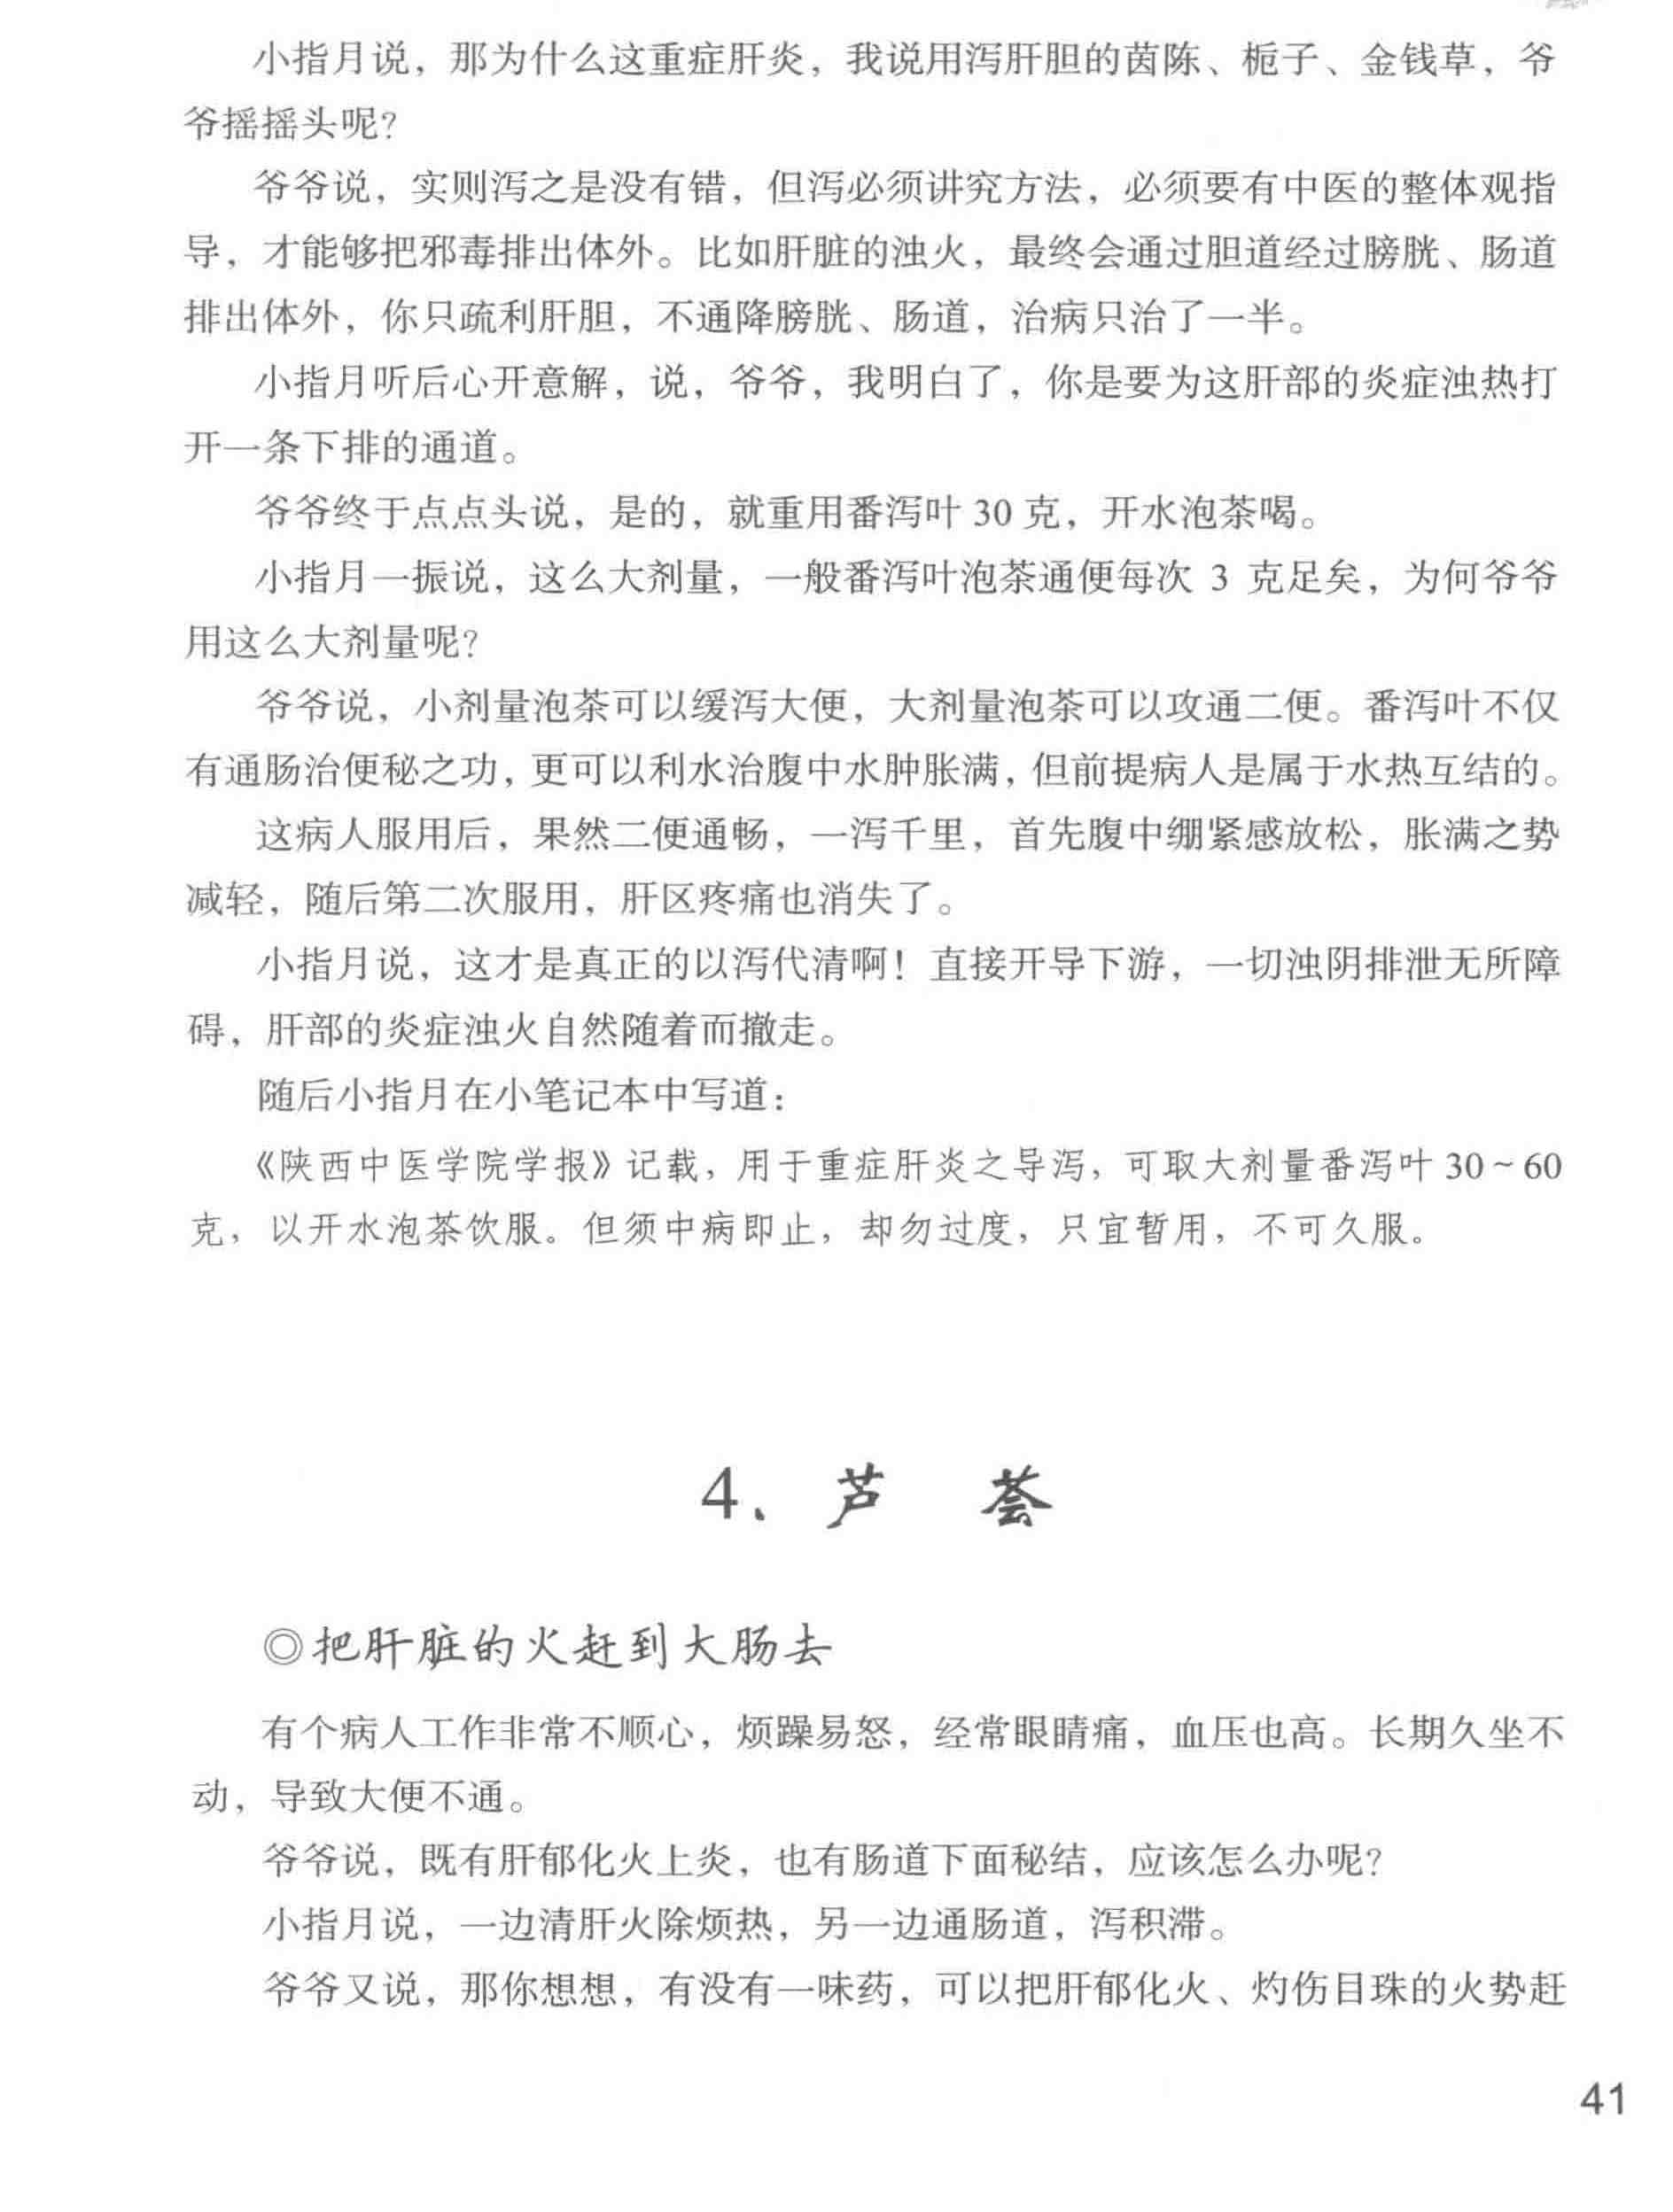 小指月说，那为什么这重症肝炎，我说用泻肝胆的茵陈、栀子、金钱草，爷
爷摇摇头呢？
爷爷说，实则泻之是没有错，但泻必须讲究方法，必须要有中医的整体观指
导，才能够把邪毒排出体外。比如肝脏的浊火，最终会通过胆道经过膀胱、肠道
排出体外，你只疏利肝胆，不通降膀胱、肠道，治病只治了一半。
小指月听后心开意解，说，爷爷，我明白了，你是要为这肝部的炎症浊热打
开一条下排的通道。
爷爷终于点点头说，是的，就重用番泻叶 30 克，开水泡茶喝。
小指月一振说，这么大剂量，一般番泻叶泡茶通便每次 3 克足矣，为何爷爷
用这么大剂量呢？
爷爷说，小剂量泡茶可以缓泻大便，大剂量泡茶可以攻通二便。番泻叶不仅
有通肠治便秘之功，更可以利水治腹中水肿胀满，但前提病人是属于水热互结的。
这病人服用后，果然二便通畅，一泻千里，首先腹中绷紧感放松，胀满之势
减轻，随后第二次服用，肝区疼痛也消失了。
小指月说，这才是真正的以泻代清啊！直接开导下游，一切浊阴排泄无所障
碍，肝部的炎症浊火自然随着而撤走。
随后小指月在小笔记本中写道：
《陕西中医学院学报》记载，用于重症肝炎之导泻，可取大剂量番泻叶 30～60
克，以开水泡茶饮服。但须中病即止，却勿过度，只宜暂用，不可久服。
4、芦 荟
◎把肝脏的火赶到大肠去
有个病人工作非常不顺心，烦躁易怒，经常眼睛痛，血压也高。长期久坐不
动，导致大便不通。
爷爷说，既有肝郁化火上炎，也有肠道下面秘结，应该怎么办呢？
小指月说，一边清肝火除烦热，另一边通肠道，泻积滞。
爷爷又说，那你想想，有没有一味药，可以把肝郁化火、灼伤目珠的火势赶
41